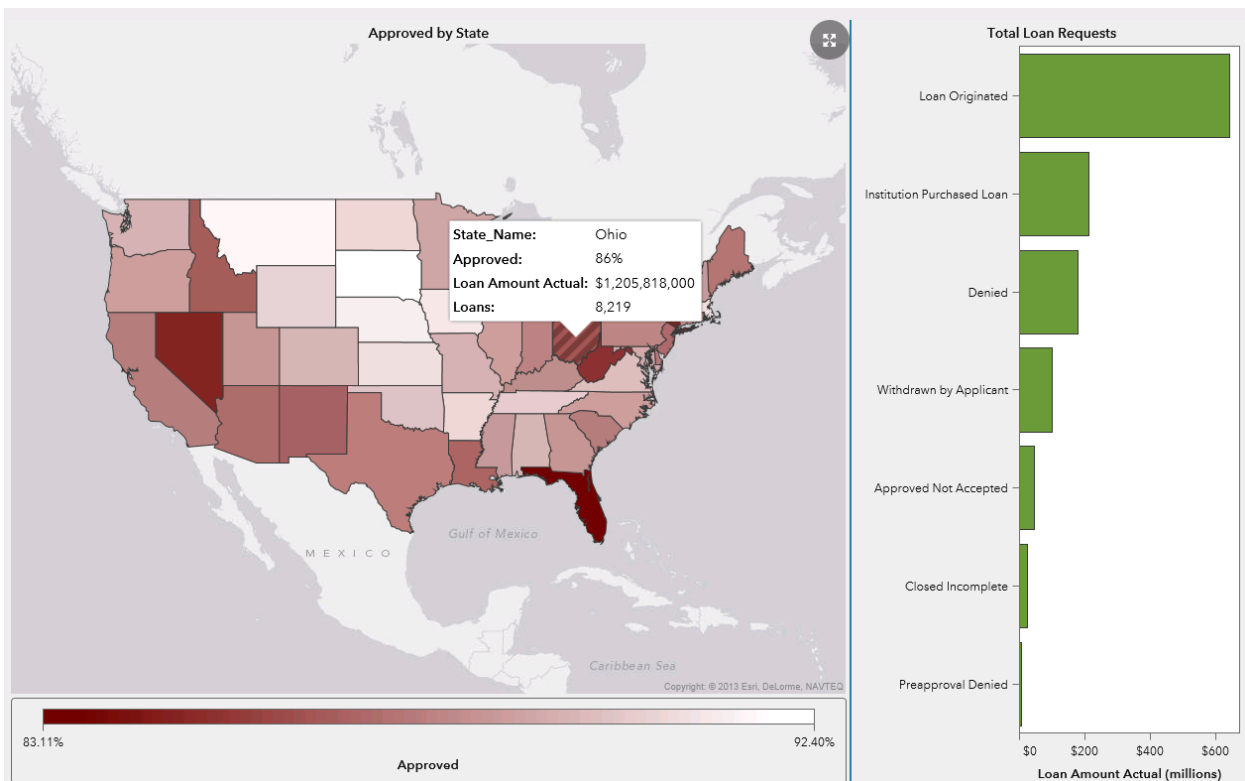 Approved by State
State_Name: Ohio
Approved: 86%
Loan Amount Actual: $1,205,818,000
Loans: 8,219
Gulf of Mexico
MEXICO
Caribbean Sea
Copyright: © 2013 Esri, DeLorme, NAVTEQ
83.11% 92.40%
Approved
Total Loan Requests
Loan Originated
Institution Purchased Loan
Denied
Withdrawn by Applicant
Approved Not Accepted
Closed Incomplete
Preapproval Denied
$0 $200 $400 $600
Loan Amount Actual (millions)